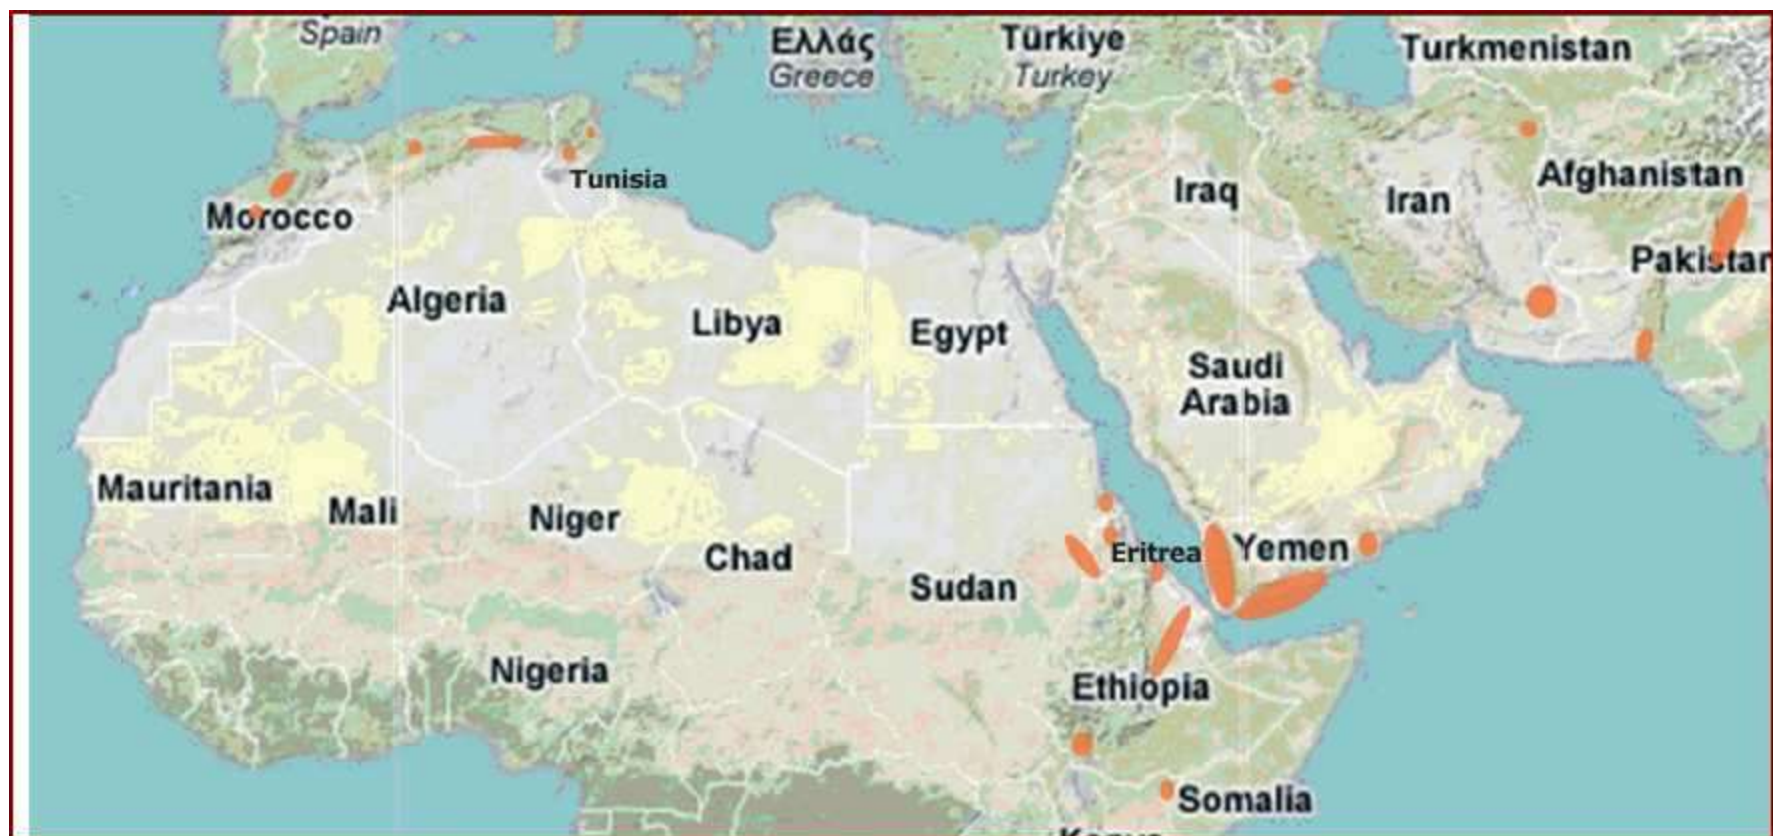 Spain
Ελλάς
Greece
Türkiye
Turkey
Turkmenistan
Tunisia
Iraq
Iran
Afghanistan
Morocco
Pakistan
Algeria
Libya
Egypt
Saudi
Arabia
Mauritania
Mali
Niger
Chad
Sudan
Eritrea
Yemen
Nigeria
Ethiopia
Somalia
Kenya